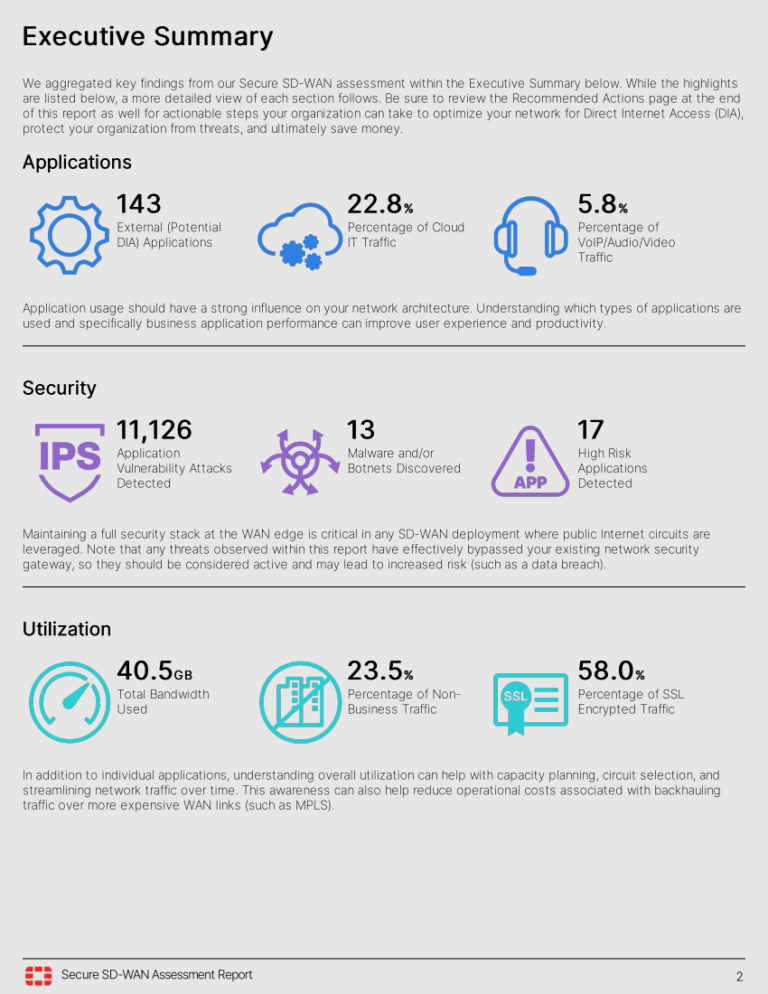 Executive Summary
We aggregated key findings from our Secure SD-WAN assessment within the Executive Summary below. While the highlights
are listed below, a more detailed view of each section follows. Be sure to review the Recommended Actions page at the end
of this report as well for actionable steps your organization can take to optimize your network for Direct Internet Access (DIA),
protect your organization from threats, and ultimately save money.
Applications
143
External (Potential
DIA) Applications
22.8%
Percentage of Cloud
IT Traffic
5.8%
Percentage of
VoIP/Audio/Video
Traffic
Application usage should have a strong influence on your network architecture. Understanding which types of applications are
used and specifically business application performance can improve user experience and productivity.
Security
IPS
11,126
Application
Vulnerability Attacks
Detected
13
Malware and/or
Botnets Discovered
APP
17
High Risk
Applications
Detected
Maintaining a full security stack at the WAN edge is critical in any SD-WAN deployment where public Internet circuits are
leveraged. Note that any threats observed within this report have effectively bypassed your existing network security
gateway, so they should be considered active and may lead to increased risk (such as a data breach).
Utilization
40.5GB
Total Bandwidth
Used
23.5%
Percentage of Non-
Business Traffic
SSL
58.0%
Percentage of SSL
Encrypted Traffic
In addition to individual applications, understanding overall utilization can help with capacity planning, circuit selection, and
streamlining network traffic over time. This awareness can also help reduce operational costs associated with backhauling
traffic over more expensive WAN links (such as MPLS).
Secure SD-WAN Assessment Report
2